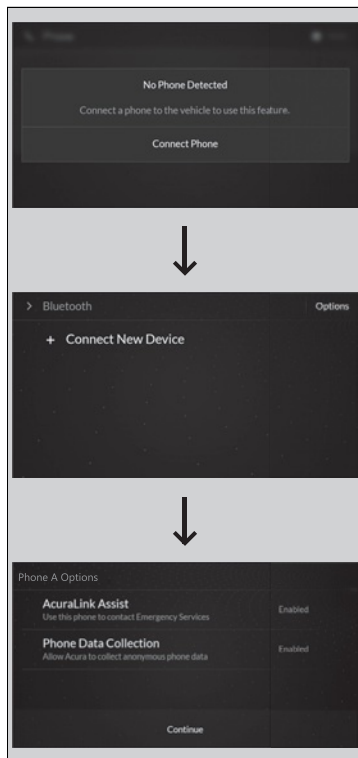 Phone
No Phone Detected
Connect a phone to the vehicle to use this feature.
Connect Phone
Bluetooth
Options
+ Connect New Device
Phone A Options
AcuraLink Assist
Use this phone to contact Emergency Services
Enabled
Phone Data Collection
Allow Acura to collect anonymous phone data
Enabled
Continue